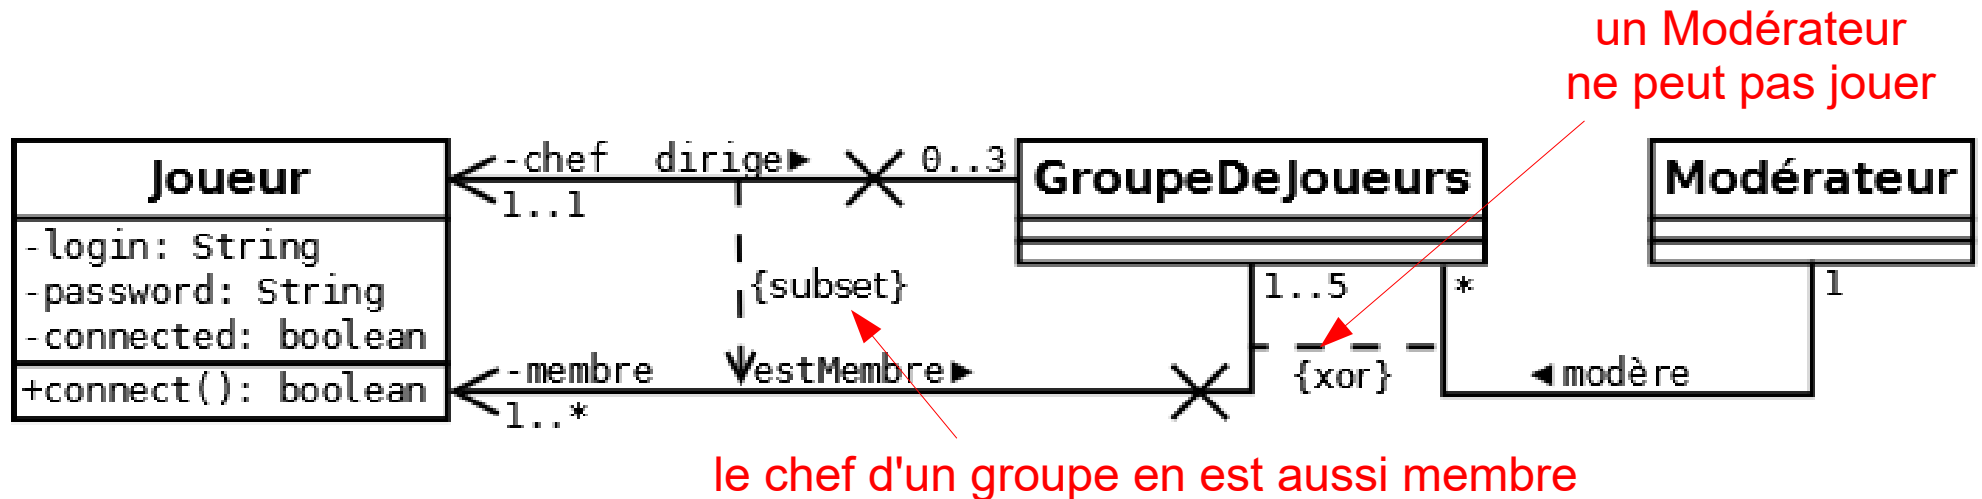 un Modérateur
ne peut pas jouer
Joueur
-login: String
-password: String
-connected: boolean
+connect(): boolean
-chef dirige► 0..3
1..1
GroupeDeJoueurs
Modérateur
{subset}
1..5 * 1
-membre estMembre►
1..*
{xor}
◄modère
le chef d'un groupe en est aussi membre